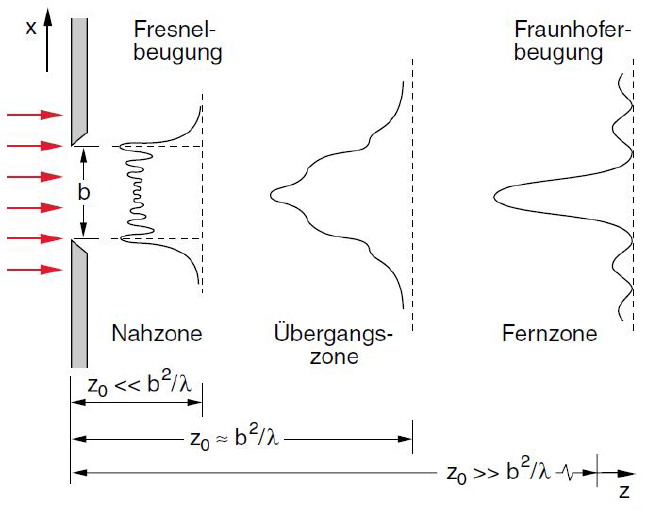 x
Fresnel-
beugung
Fraunhofer-
beugung
b
Nahzone
Übergangs-
zone
Fernzone
z₀ << b²/λ
z₀ ≈ b²/λ
z₀ >> b²/λ
z